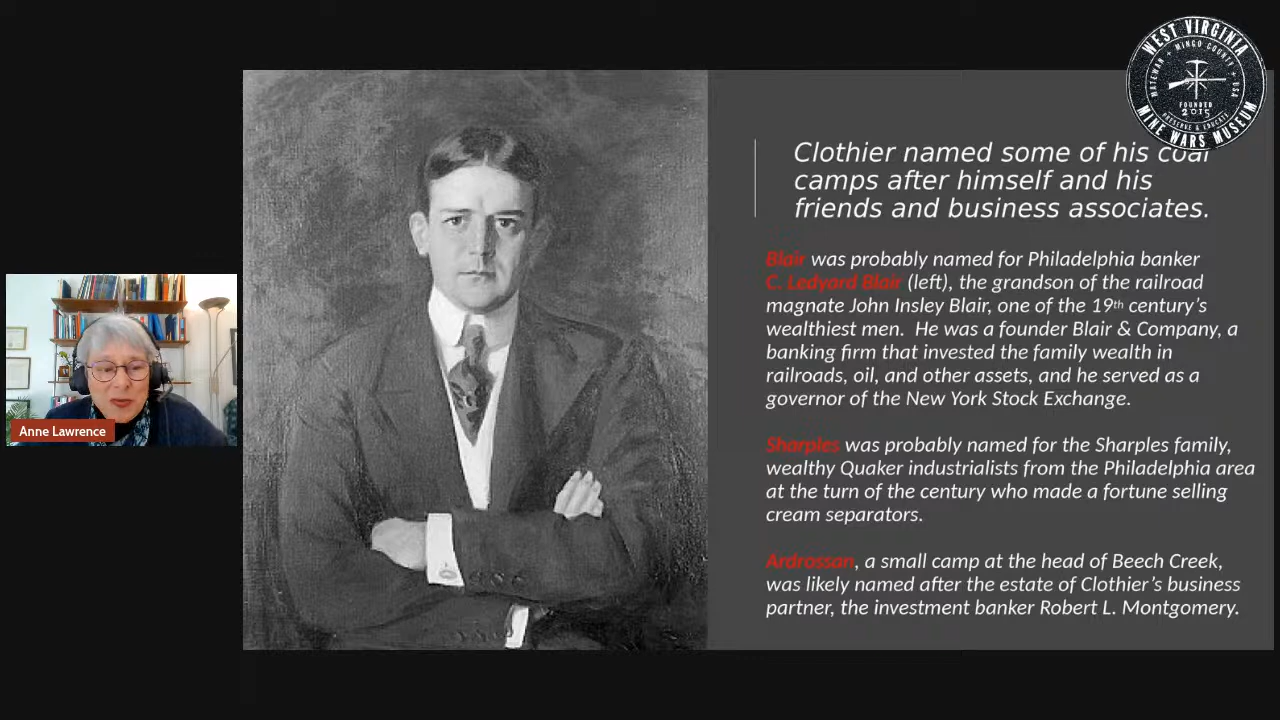 WEST VIRGINIA
MATEWAN MINGO COUNTY USA
FOUNDED
2015
PRESERVE & EDUCATE
MINE WARS MUSEUM
Clothier named some of his coal
camps after himself and his
friends and business associates.
Blair was probably named for Philadelphia banker
C. Ledyard Blair (left), the grandson of the railroad
magnate John Insley Blair, one of the 19th century’s
wealthiest men.  He was a founder Blair & Company, a
banking firm that invested the family wealth in
railroads, oil, and other assets, and he served as a
governor of the New York Stock Exchange.
Sharples was probably named for the Sharples family,
wealthy Quaker industrialists from the Philadelphia area
at the turn of the century who made a fortune selling
cream separators.
Ardrossan, a small camp at the head of Beech Creek,
was likely named after the estate of Clothier’s business
partner, the investment banker Robert L. Montgomery.
Anne Lawrence